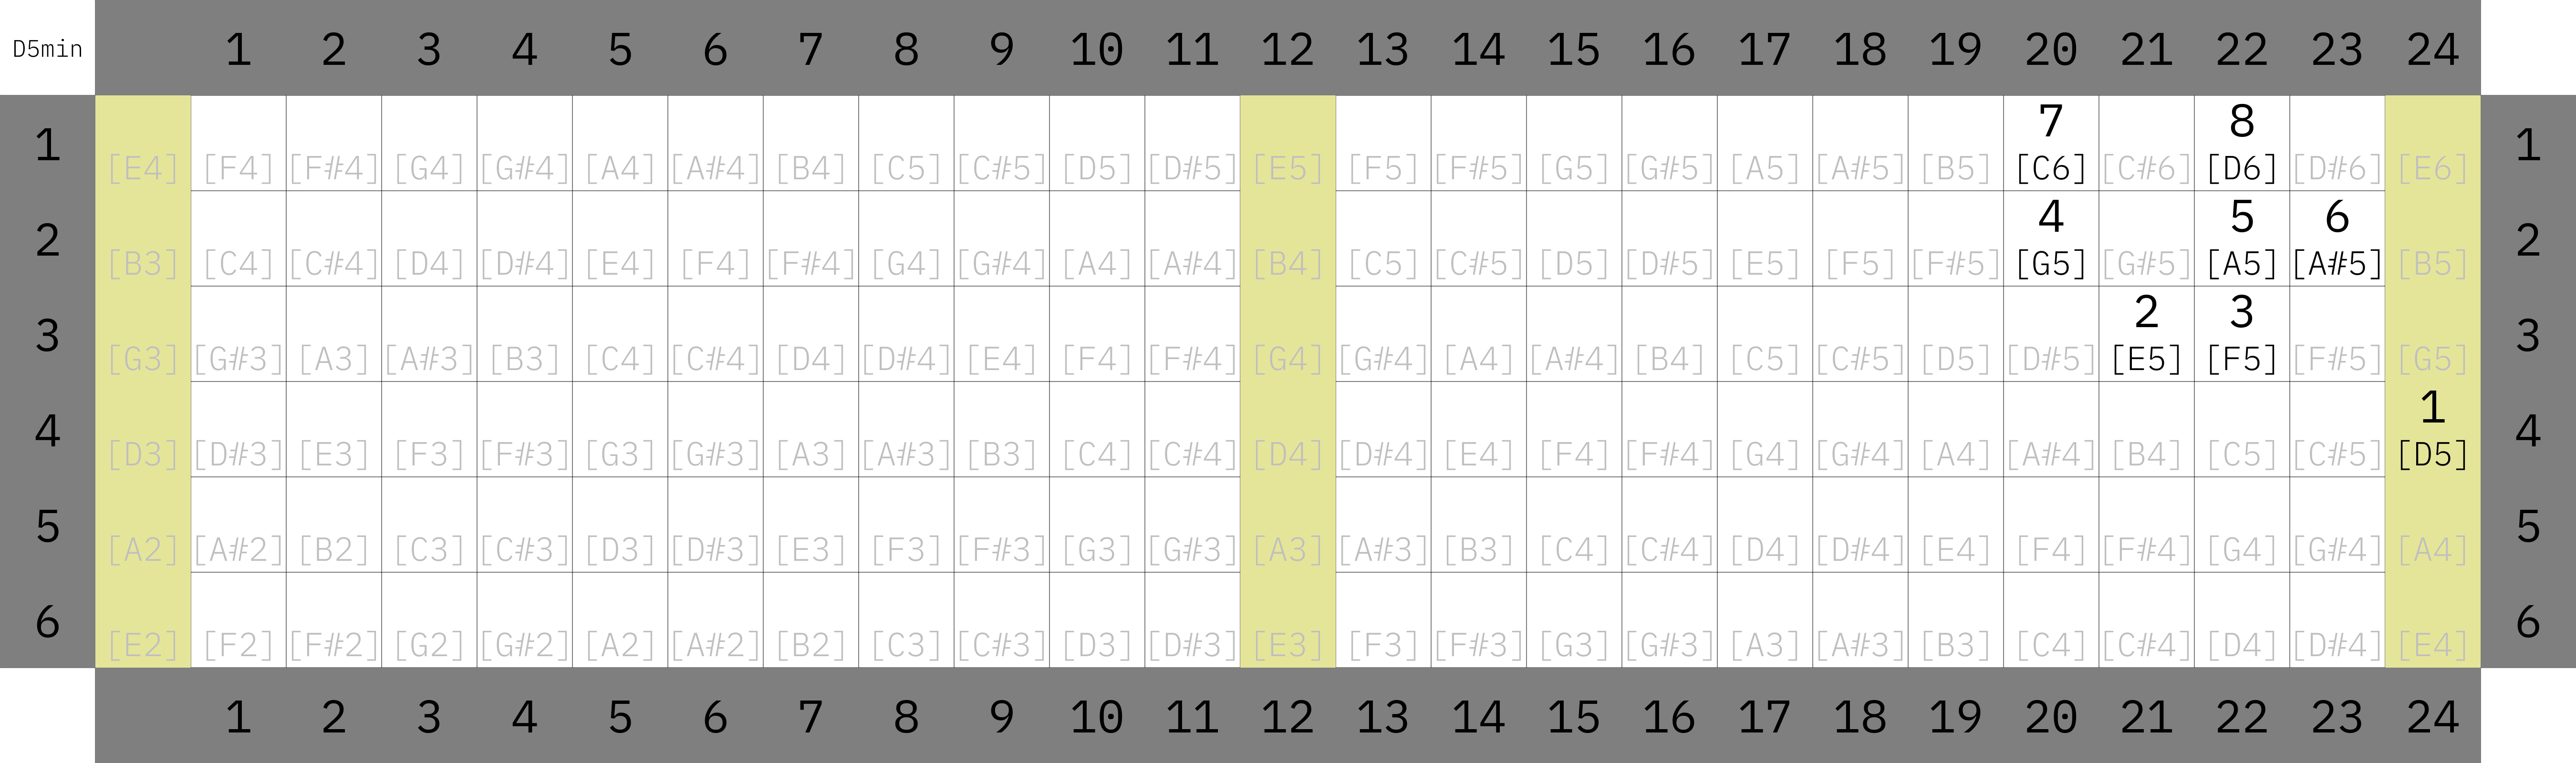 D5min 1 2 3 4 5 6 7 8 9 10 11 12 13 14 15 16 17 18 19 20 21 22 23 24
7 8
1 [E4] [F4] [F#4] [G4] [G#4] [A4] [A#4] [B4] [C5] [C#5] [D5] [D#5] [E5] [F5] [F#5] [G5] [G#5] [A5] [A#5] [B5] [C6] [C#6] [D6] [D#6] [E6] 1
4 5 6
2 [B3] [C4] [C#4] [D4] [D#4] [E4] [F4] [F#4] [G4] [G#4] [A4] [A#4] [B4] [C5] [C#5] [D5] [D#5] [E5] [F5] [F#5] [G5] [G#5] [A5] [A#5] [B5] 2
2 3
3 [G3] [G#3] [A3] [A#3] [B3] [C4] [C#4] [D4] [D#4] [E4] [F4] [F#4] [G4] [G#4] [A4] [A#4] [B4] [C5] [C#5] [D5] [D#5] [E5] [F5] [F#5] [G5] 3
1
4 [D3] [D#3] [E3] [F3] [F#3] [G3] [G#3] [A3] [A#3] [B3] [C4] [C#4] [D4] [D#4] [E4] [F4] [F#4] [G4] [G#4] [A4] [A#4] [B4] [C5] [C#5] [D5] 4
5 [A2] [A#2] [B2] [C3] [C#3] [D3] [D#3] [E3] [F3] [F#3] [G3] [G#3] [A3] [A#3] [B3] [C4] [C#4] [D4] [D#4] [E4] [F4] [F#4] [G4] [G#4] [A4] 5
6 [E2] [F2] [F#2] [G2] [G#2] [A2] [A#2] [B2] [C3] [C#3] [D3] [D#3] [E3] [F3] [F#3] [G3] [G#3] [A3] [A#3] [B3] [C4] [C#4] [D4] [D#4] [E4] 6
1 2 3 4 5 6 7 8 9 10 11 12 13 14 15 16 17 18 19 20 21 22 23 24